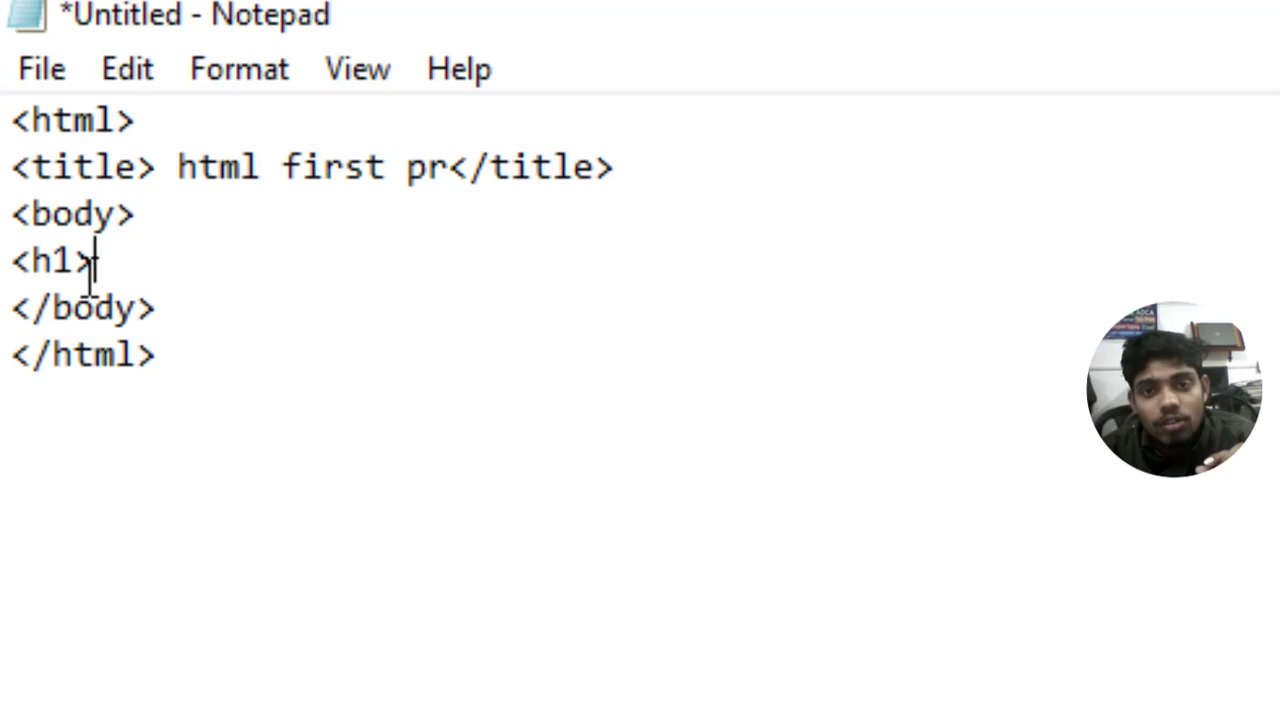 *Untitled - Notepad
File Edit Format View Help
<html>
<title> html first pr</title>
<body>
<h1>
</body>
</html>